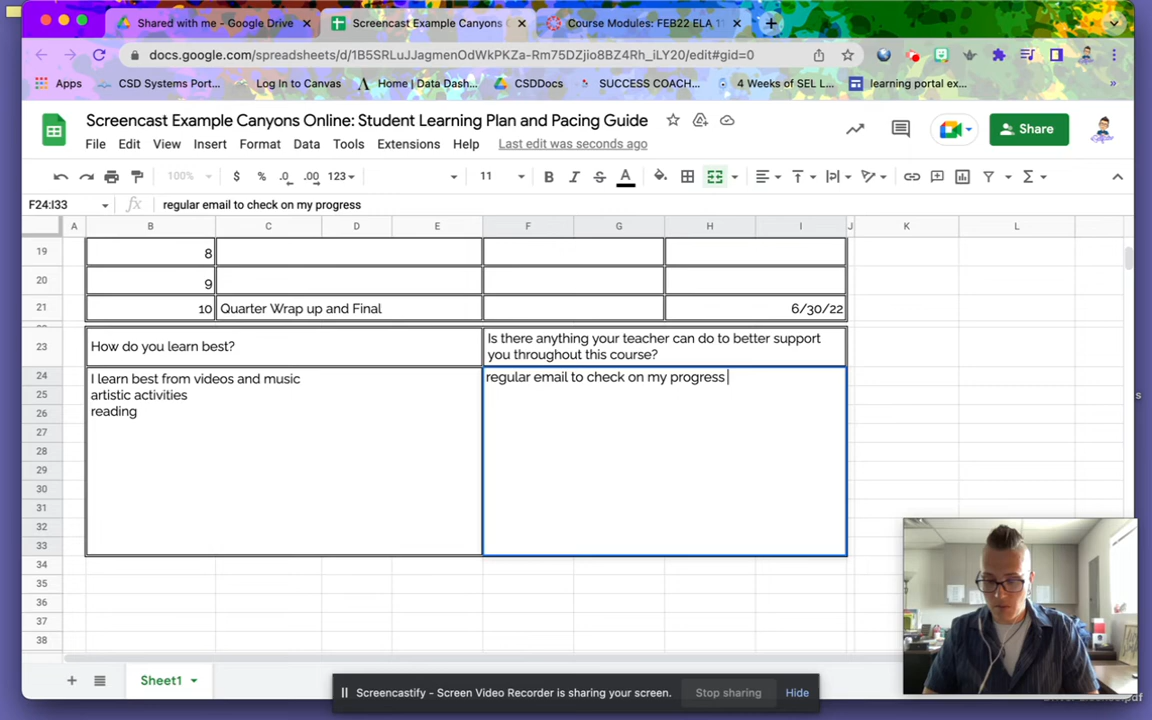 Shared with me - Google Drive
Screencast Example Canyons
Course Modules: FEB22 ELA 11
docs.google.com/spreadsheets/d/1B5SRLuJJagmenOdWkPKZa-Rm75DZjio8BZ4Rh_iLY20/edit#gid=0
Apps
CSD Systems Port...
Log In to Canvas
Home | Data Dash...
CSDDocs
SUCCESS COACH...
4 Weeks of SEL L...
learning portal ex...
»
Screencast Example Canyons Online: Student Learning Plan and Pacing Guide
Share
File Edit View Insert Format Data Tools Extensions Help Last edit was seconds ago
100% $ % .0 .00 123 11 B I S A
F24:I33 fx regular email to check on my progress
A B C D E F G H I J K L
19 8
20 9
21 10 Quarter Wrap up and Final 6/30/22
23 How do you learn best? Is there anything your teacher can do to better support
you throughout this course?
24 I learn best from videos and music regular email to check on my progress
25 artistic activities
26 reading
27
28
29
30
31
32
33
34
35
36
37
38
Sheet1
Screencastify - Screen Video Recorder is sharing your screen. Stop sharing Hide